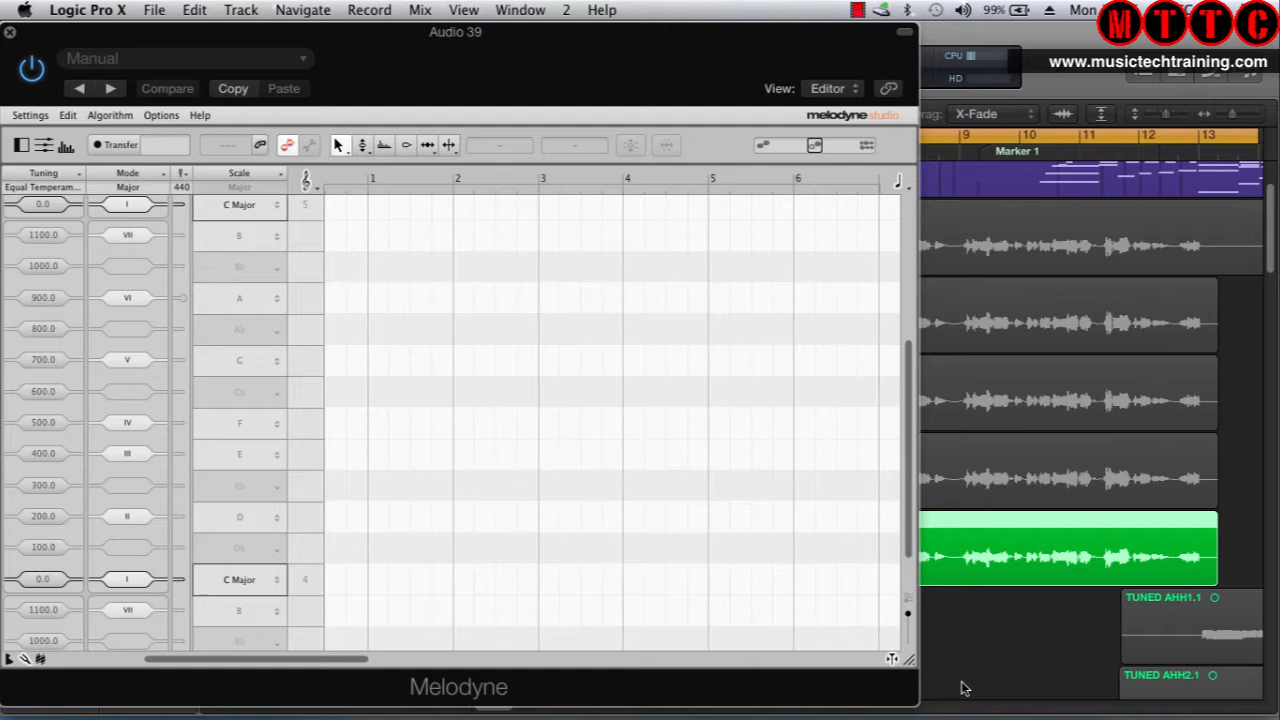 Logic Pro X File Edit Track Navigate Record Mix View Window 2 Help 99% Mon
MTTC
www.musictechtraining.com
Audio 39
Manual
Compare Copy Paste View: Editor
CPU
HD
Settings Edit Algorithm Options Help melodyne studio
X-Fade
Transfer
9 10 11 12 13
Marker 1
Tuning Mode Scale
Equal Temperam... Major 440 Major
1 2 3 4 5 6
0.0 I C Major 5
1100.0 VII B
1000.0 Bb
900.0 VI A
800.0 Ab
700.0 V G
600.0 Gb
500.0 IV F
400.0 III E
300.0 Eb
200.0 II D
100.0 Db
0.0 I C Major 4
1100.0 VII B
1000.0 Bb
TUNED AHH1.1
TUNED AHH2.1
Melodyne